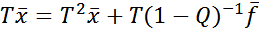 Tx̄ = T²x̄ + T(1 − Q)⁻¹f̄